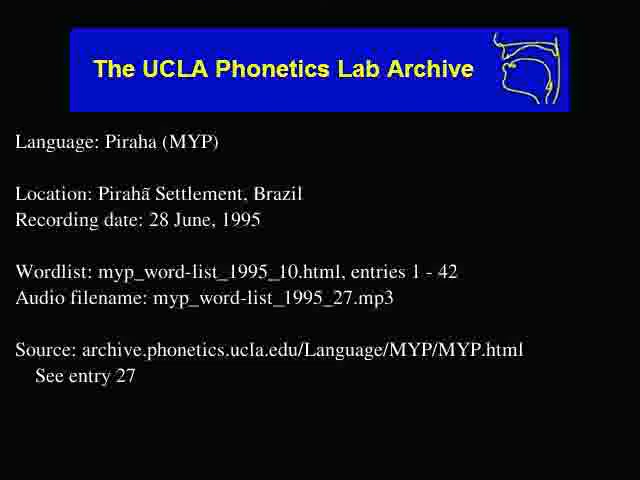 The UCLA Phonetics Lab Archive
Language: Piraha (MYP)
Location: Pirahã Settlement, Brazil
Recording date: 28 June, 1995
Wordlist: myp_word-list_1995_10.html, entries 1 - 42
Audio filename: myp_word-list_1995_27.mp3
Source: archive.phonetics.ucla.edu/Language/MYP/MYP.html
See entry 27